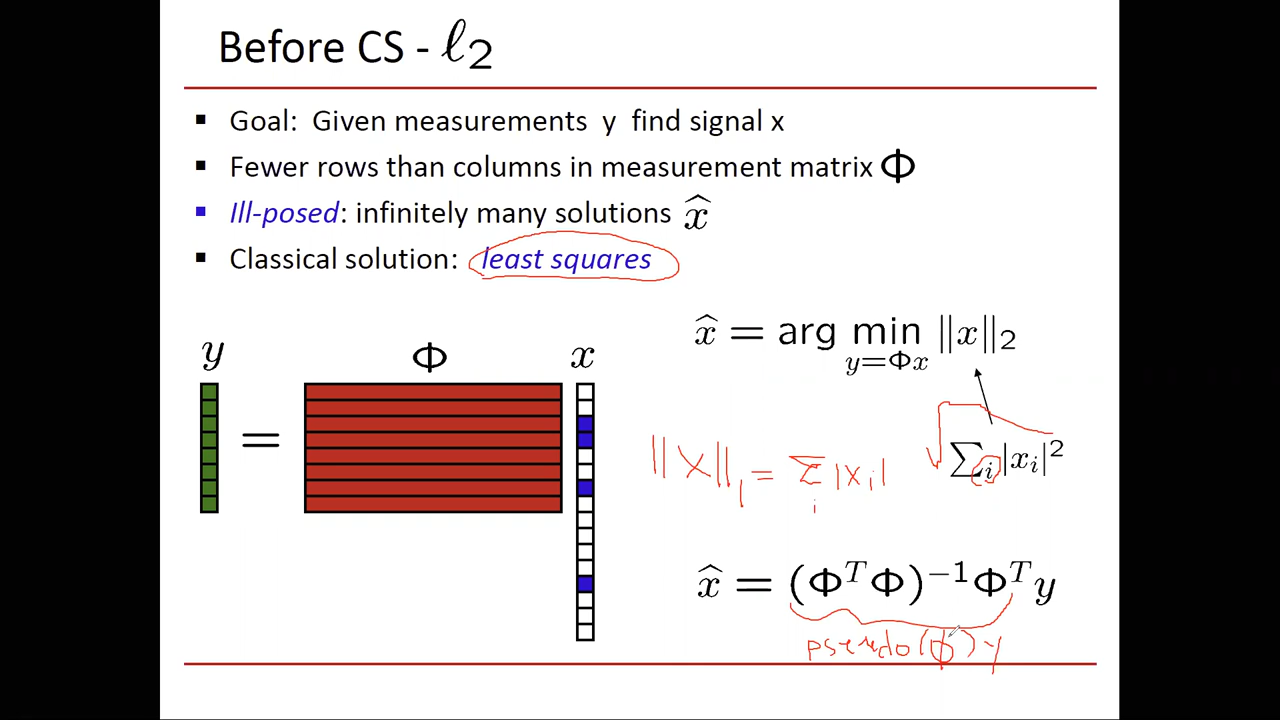 Before CS - ℓ₂
▪ Goal: Given measurements y find signal x
▪ Fewer rows than columns in measurement matrix Φ
▪ Ill-posed: infinitely many solutions x̂
▪ Classical solution: least squares
x̂ = arg min_{y=Φx} ‖x‖₂
y = Φ x
√∑ᵢ|xᵢ|²
‖x‖₁ = Σᵢ |xᵢ|
x̂ = (ΦᵀΦ)⁻¹Φᵀy
pseudo(ϕ) y